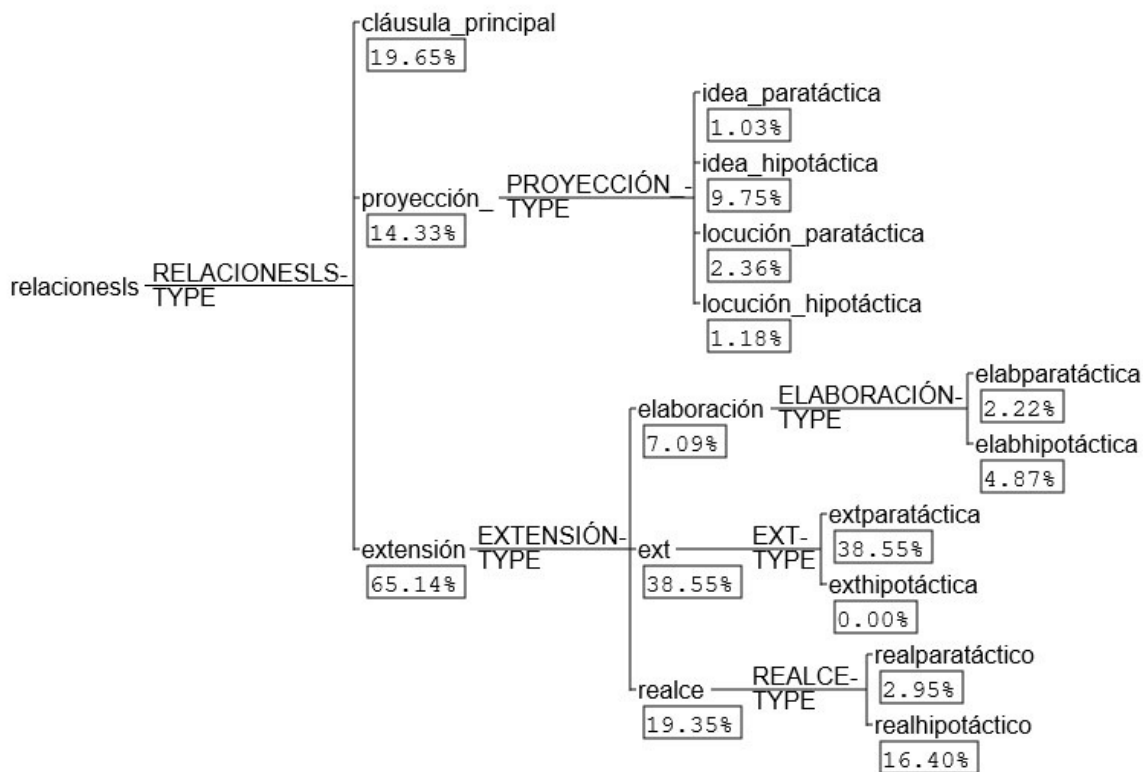 cláusula_principal
19.65%
idea_paratáctica
1.03%
idea_hipotáctica
9.75%
proyección_ PROYECCIÓN_-
TYPE
14.33%
locución_paratáctica
2.36%
relacionesls RELACIONESLS-
TYPE
locución_hipotáctica
1.18%
elabparatáctica
2.22%
elaboración ELABORACIÓN-
TYPE
7.09%
elabhipotáctica
4.87%
extparatáctica
38.55%
extensión EXTENSIÓN-
TYPE
65.14%
ext EXT-
TYPE
38.55%
exthipotáctica
0.00%
realparatáctico
2.95%
realce REALCE-
TYPE
19.35%
realhipotáctico
16.40%